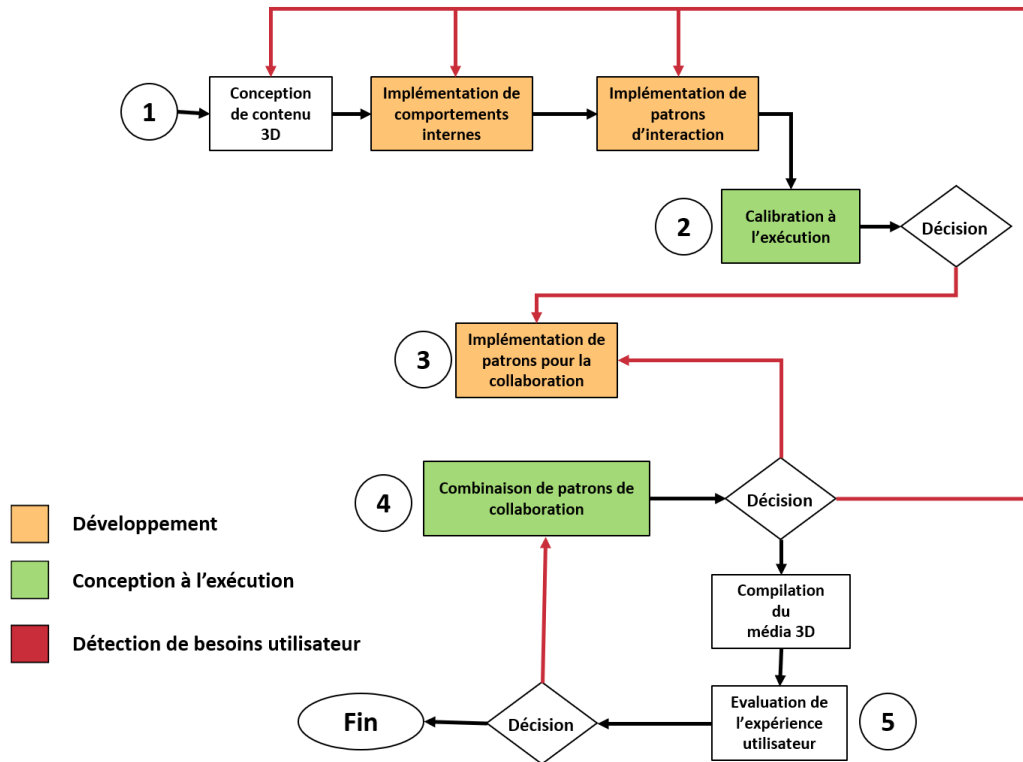 1
Conception
de contenu
3D
Implémentation de
comportements
internes
Implémentation de
patrons
d'interaction
2
Calibration à
l'exécution
Décision
3
Implémentation de
patrons pour la
collaboration
4
Combinaison de patrons de
collaboration
Décision
Développement
Conception à l'exécution
Détection de besoins utilisateur
Compilation
du
média 3D
Fin
Décision
Evaluation de
l'expérience
utilisateur
5